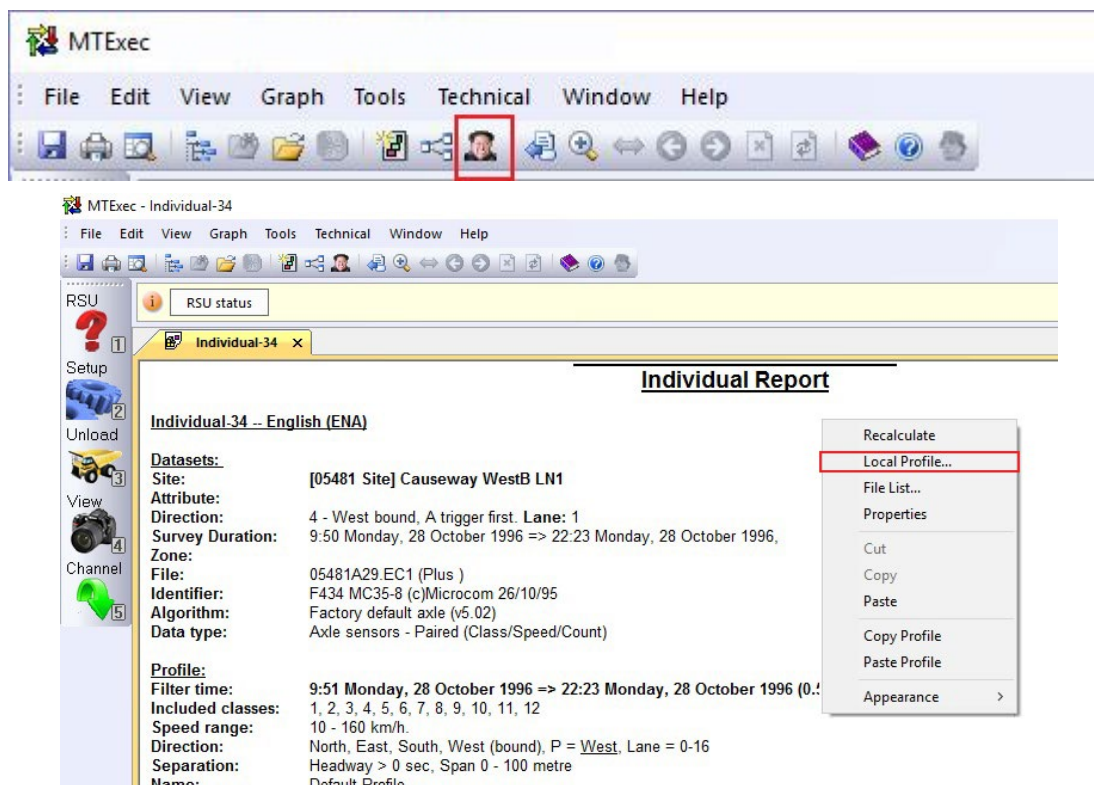 MTExec
File Edit View Graph Tools Technical Window Help
MTExec - Individual-34
File Edit View Graph Tools Technical Window Help
RSU
1
RSU status
Individual-34 X
Setup
2
Unload
3
View
4
Channel
5
Individual Report
Individual-34 -- English (ENA)
Datasets:
Site: [05481 Site] Causeway WestB LN1
Attribute:
Direction: 4 - West bound, A trigger first. Lane: 1
Survey Duration: 9:50 Monday, 28 October 1996 => 22:23 Monday, 28 October 1996,
Zone:
File: 05481A29.EC1 (Plus )
Identifier: F434 MC35-8 (c)Microcom 26/10/95
Algorithm: Factory default axle (v5.02)
Data type: Axle sensors - Paired (Class/Speed/Count)
Profile:
Filter time: 9:51 Monday, 28 October 1996 => 22:23 Monday, 28 October 1996 (0.
Included classes: 1, 2, 3, 4, 5, 6, 7, 8, 9, 10, 11, 12
Speed range: 10 - 160 km/h.
Direction: North, East, South, West (bound), P = West, Lane = 0-16
Separation: Headway > 0 sec, Span 0 - 100 metre
Name: Default Profile
Recalculate
Local Profile...
File List...
Properties
Cut
Copy
Paste
Copy Profile
Paste Profile
Appearance >